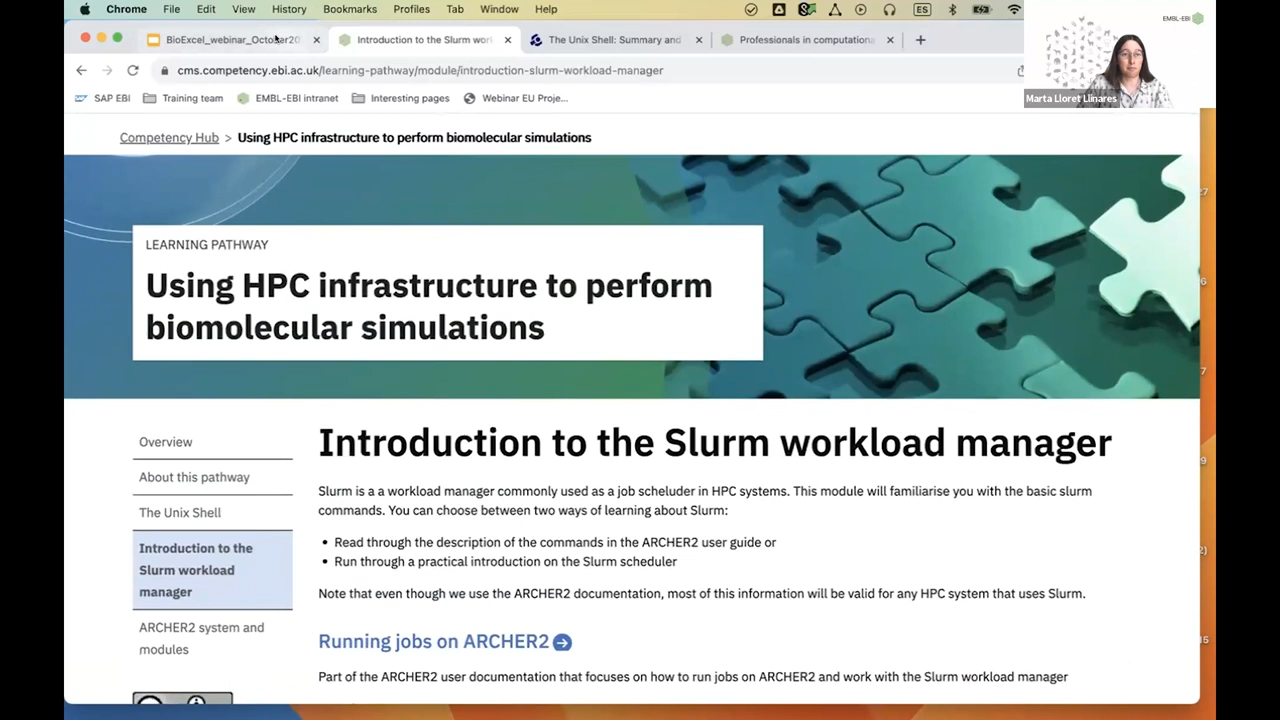 Chrome File Edit View History Bookmarks Profiles Tab Window Help ES
EMBL-EBI
BioExcel_webinar_October20
Introduction to the Slurm wor
The Unix Shell: Summary and
Professionals in computationa
cms.competency.ebi.ac.uk/learning-pathway/module/introduction-slurm-workload-manager
SAP EBI Training team EMBL-EBI intranet Interesting pages Webinar EU Proje...
Marta Lloret Llinares
Competency Hub > Using HPC infrastructure to perform biomolecular simulations
LEARNING PATHWAY
Using HPC infrastructure to perform
biomolecular simulations
Overview
About this pathway
The Unix Shell
Introduction to the
Slurm workload
manager
ARCHER2 system and
modules
Introduction to the Slurm workload manager
Slurm is a a workload manager commonly used as a job scheluder in HPC systems. This module will familiarise you with the basic slurm
commands. You can choose between two ways of learning about Slurm:
• Read through the description of the commands in the ARCHER2 user guide or
• Run through a practical introduction on the Slurm scheduler
Note that even though we use the ARCHER2 documentation, most of this information will be valid for any HPC system that uses Slurm.
Running jobs on ARCHER2
Part of the ARCHER2 user documentation that focuses on how to run jobs on ARCHER2 and work with the Slurm workload manager